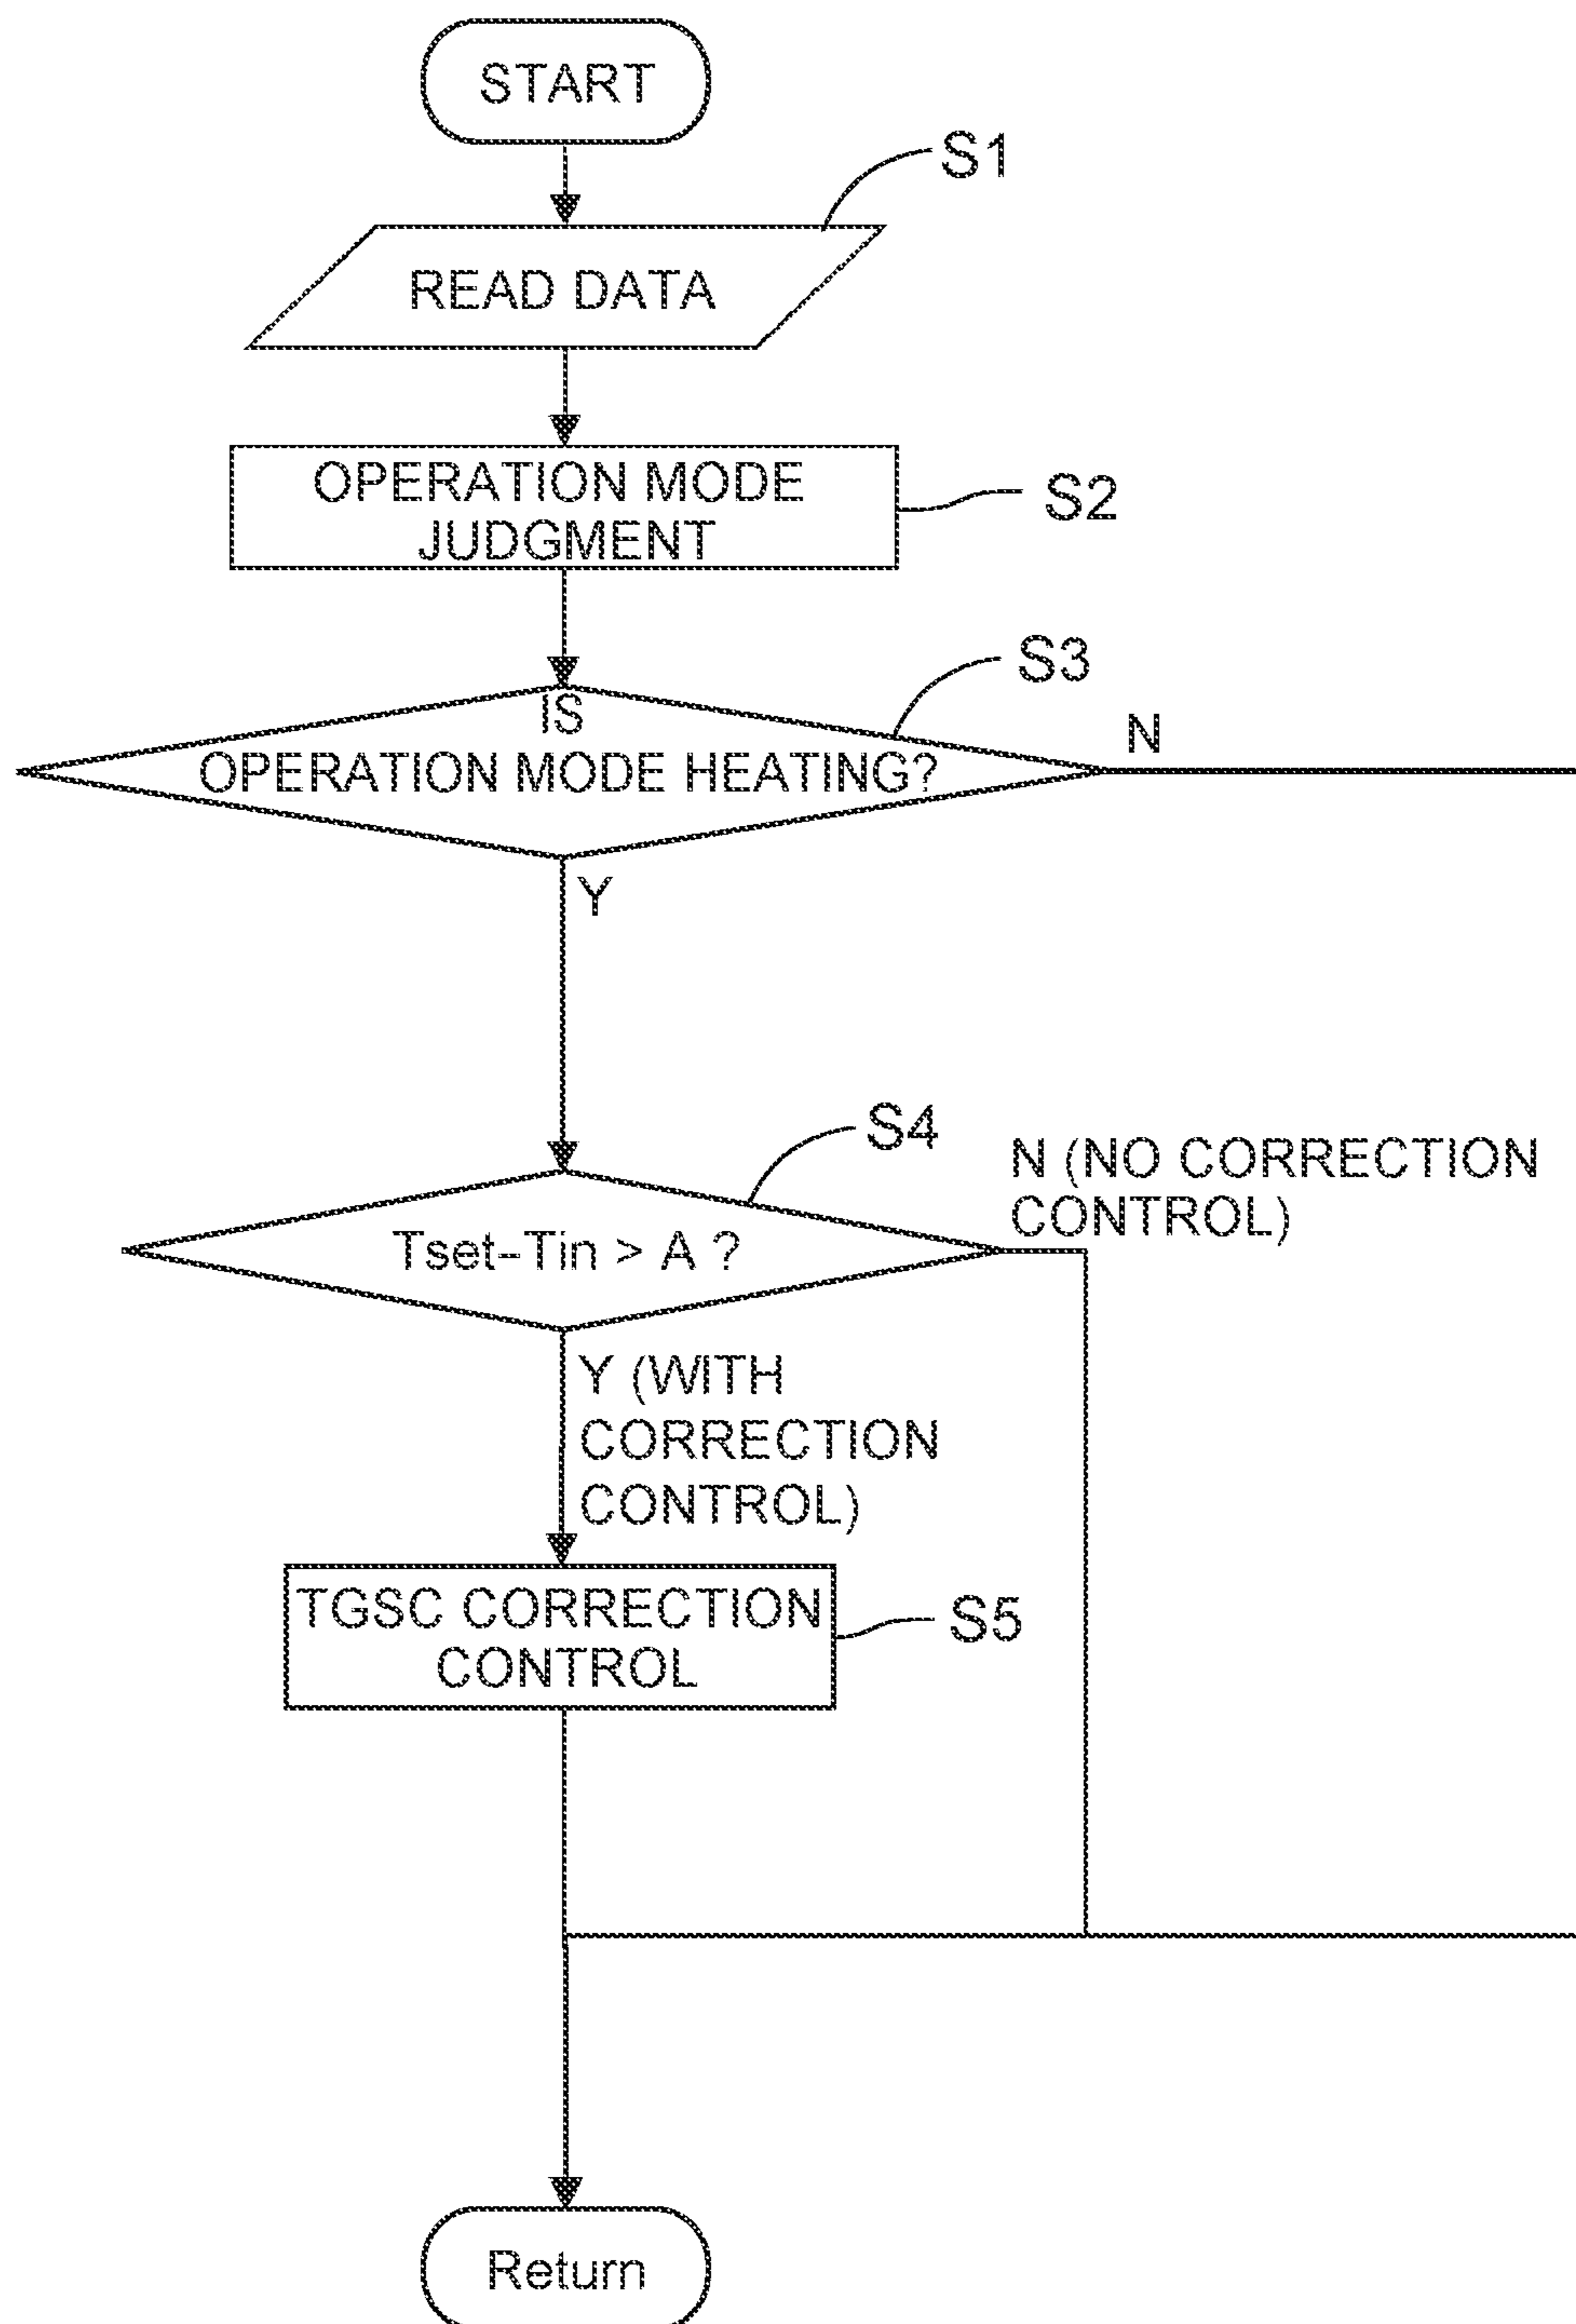 START
S1
READ DATA
OPERATION MODE
JUDGMENT
S2
S3
IS
OPERATION MODE HEATING?
N
Y
S4
N (NO CORRECTION
CONTROL)
Tset-Tin > A ?
Y (WITH
CORRECTION
CONTROL)
TGSC CORRECTION
CONTROL
S5
Return